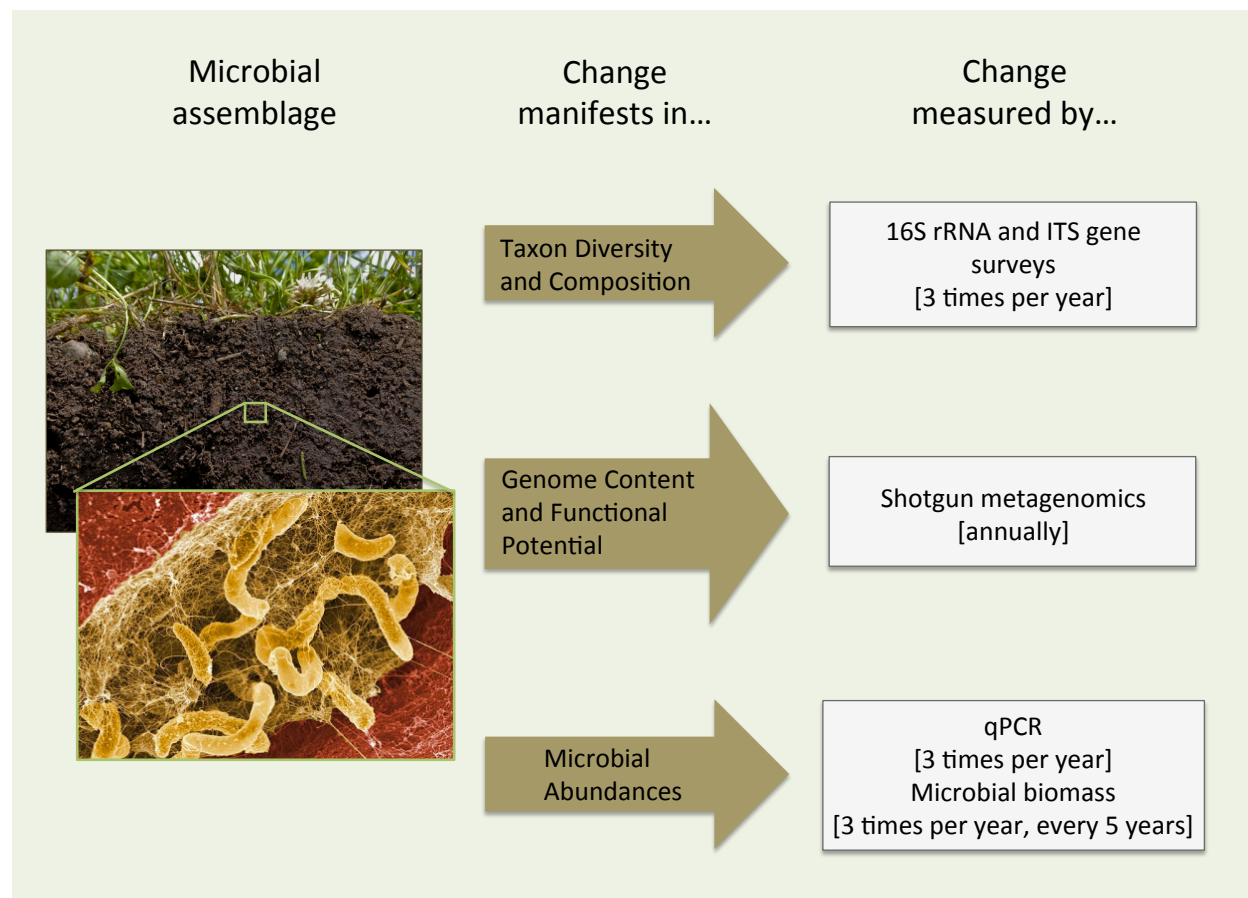 Microbial
assemblage
Change
manifests in…
Change
measured by…
Taxon Diversity
and Composition
16S rRNA and ITS gene
surveys
[3 times per year]
Genome Content
and Functional
Potential
Shotgun metagenomics
[annually]
Microbial
Abundances
qPCR
[3 times per year]
Microbial biomass
[3 times per year, every 5 years]